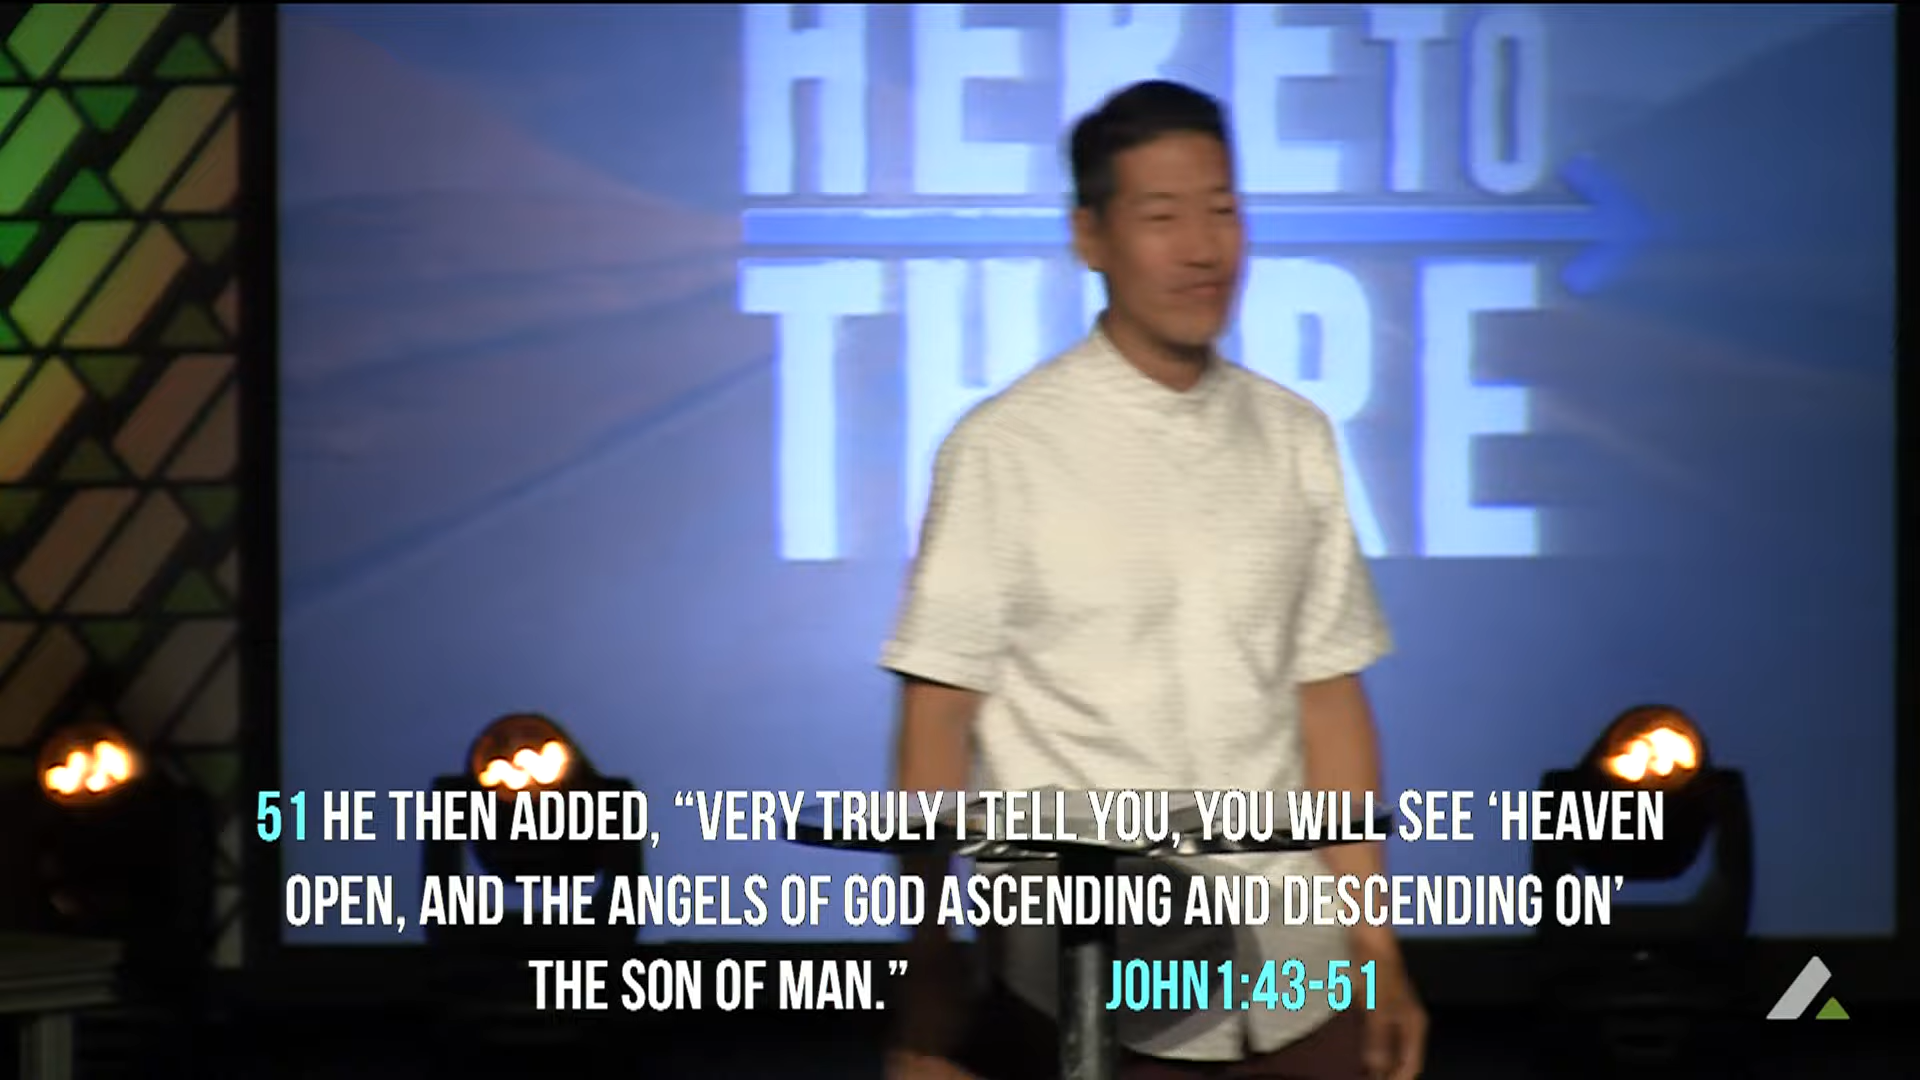 HERE TO
THERE
51 HE THEN ADDED, “VERY TRULY I TELL YOU, YOU WILL SEE ‘HEAVEN
OPEN, AND THE ANGELS OF GOD ASCENDING AND DESCENDING ON’
THE SON OF MAN.” JOHN 1:43-51